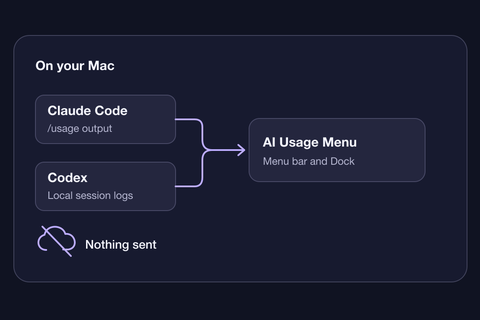 On your Mac
Claude Code
/usage output
Codex
Local session logs
AI Usage Menu
Menu bar and Dock
Nothing sent